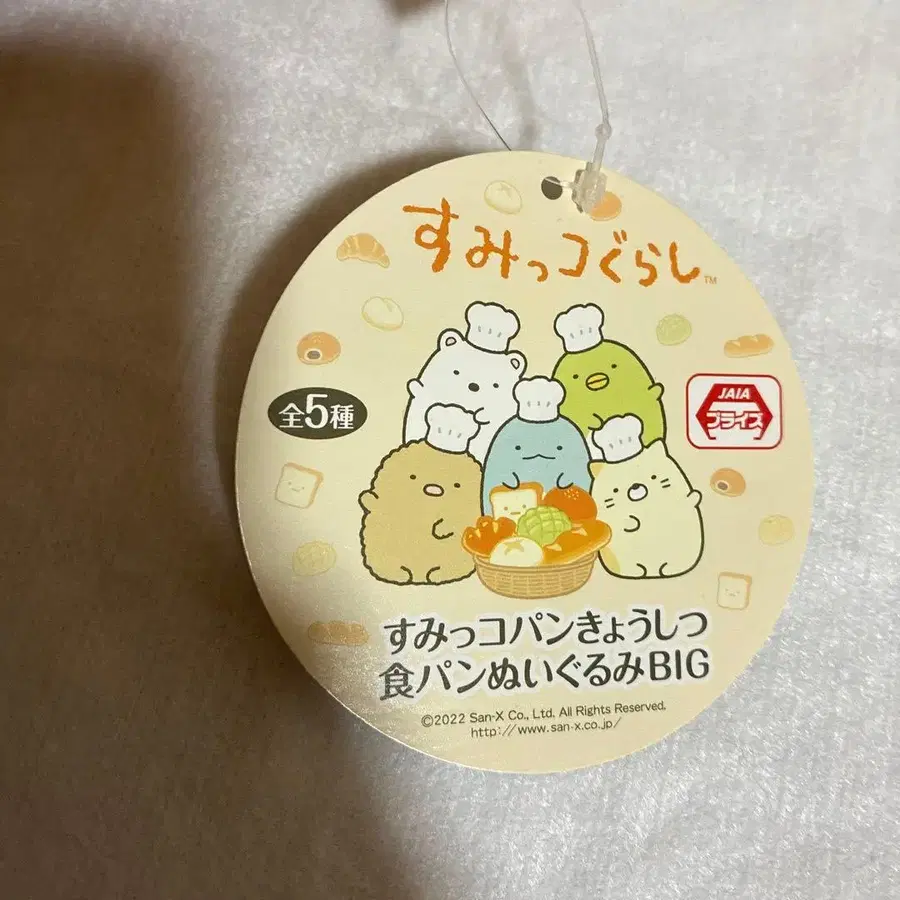 すみっコぐらし™
全5種
JAIA
プライズ
すみっコパンきょうしつ
食パンぬいぐるみBIG
©2022 San-X Co., Ltd. All Rights Reserved.
http://www.san-x.co.jp/